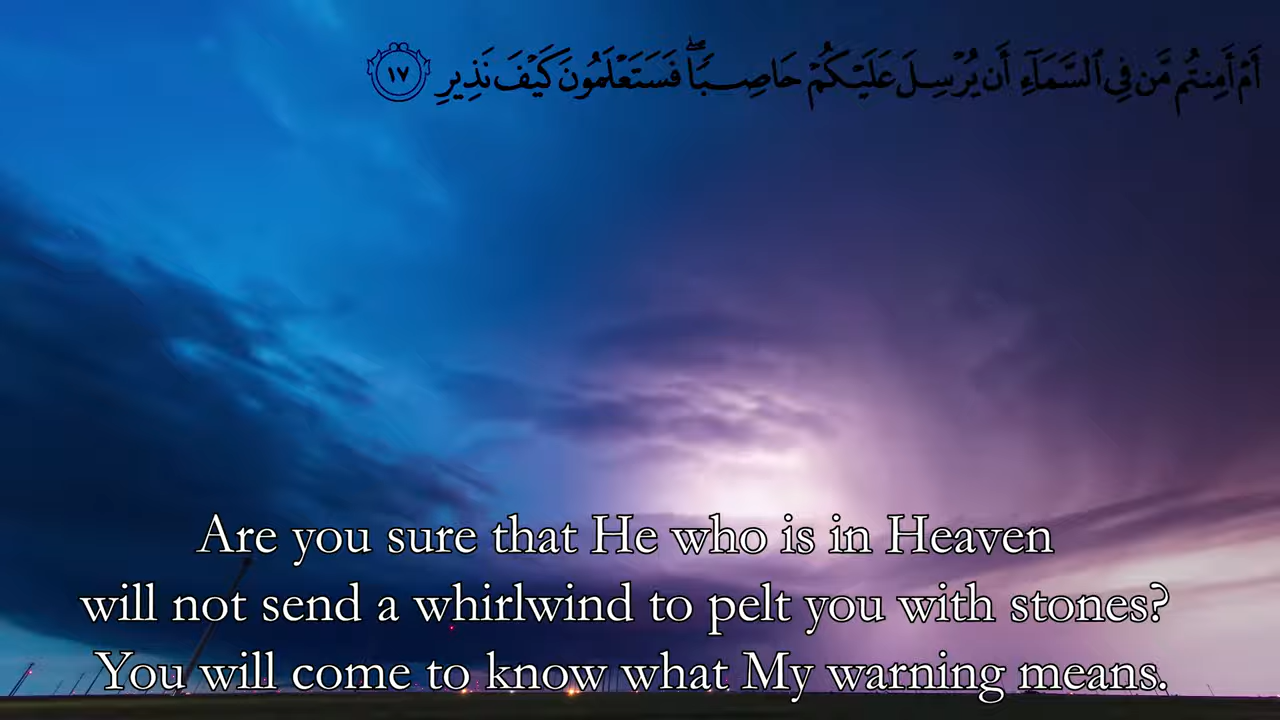 أَمْ أَمِنتُم مَّن فِي ٱلسَّمَآءِ أَن يُرْسِلَ عَلَيْكُمْ حَاصِبًاۖ فَسَتَعْلَمُونَ كَيْفَ نَذِيرِ ١٧
Are you sure that He who is in Heaven
will not send a whirlwind to pelt you with stones?
You will come to know what My warning means.